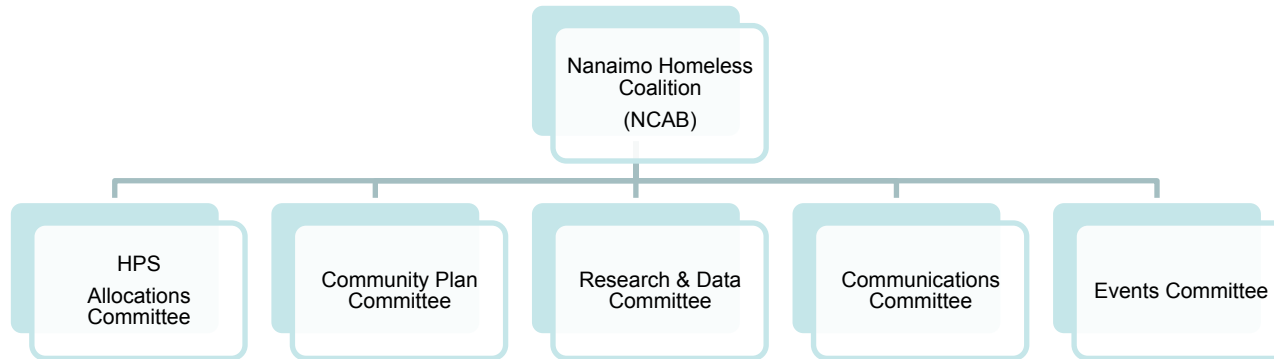 Nanaimo Homeless
Coalition
(NCAB)
HPS
Allocations
Committee
Community Plan
Committee
Research & Data
Committee
Communications
Committee
Events Committee